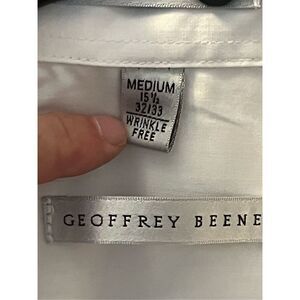 MEDIUM
15 ½
32/33
WRINKLE
FREE
GEOFFREY BEENE